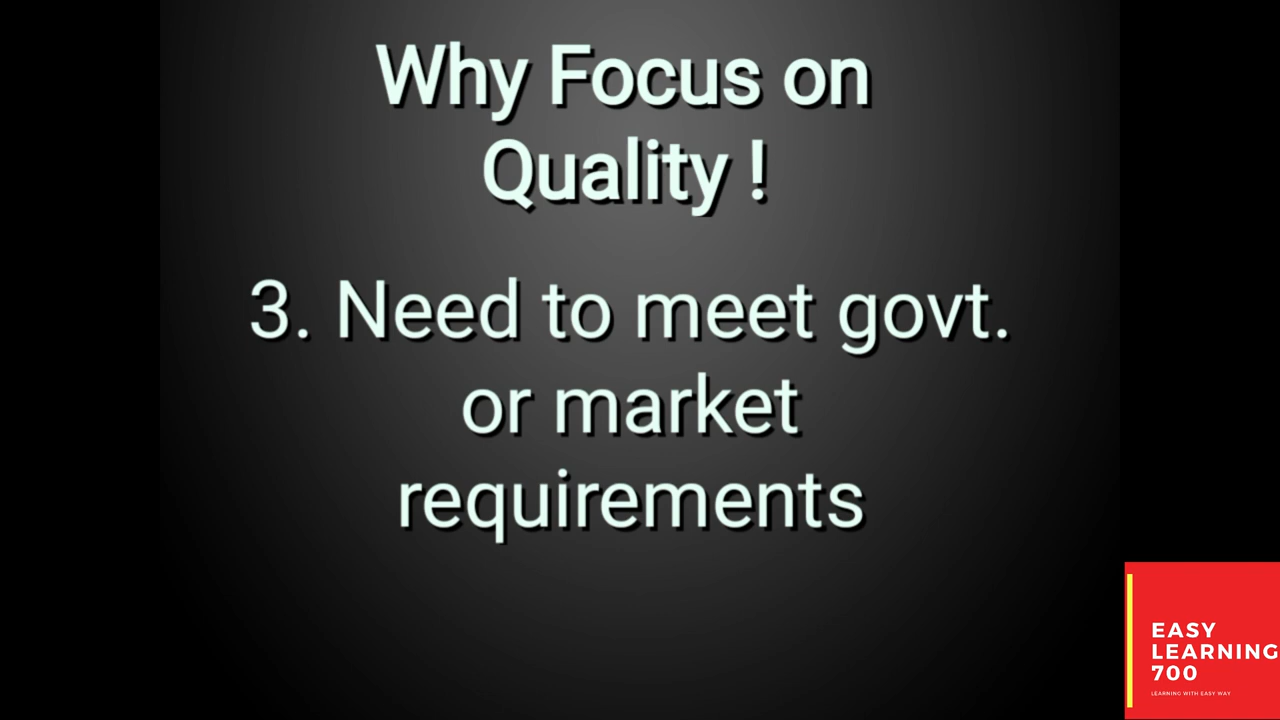 Why Focus on
Quality !
3. Need to meet govt.
or market
requirements
EASY
LEARNING
700
LEARNING WITH EASY WAY